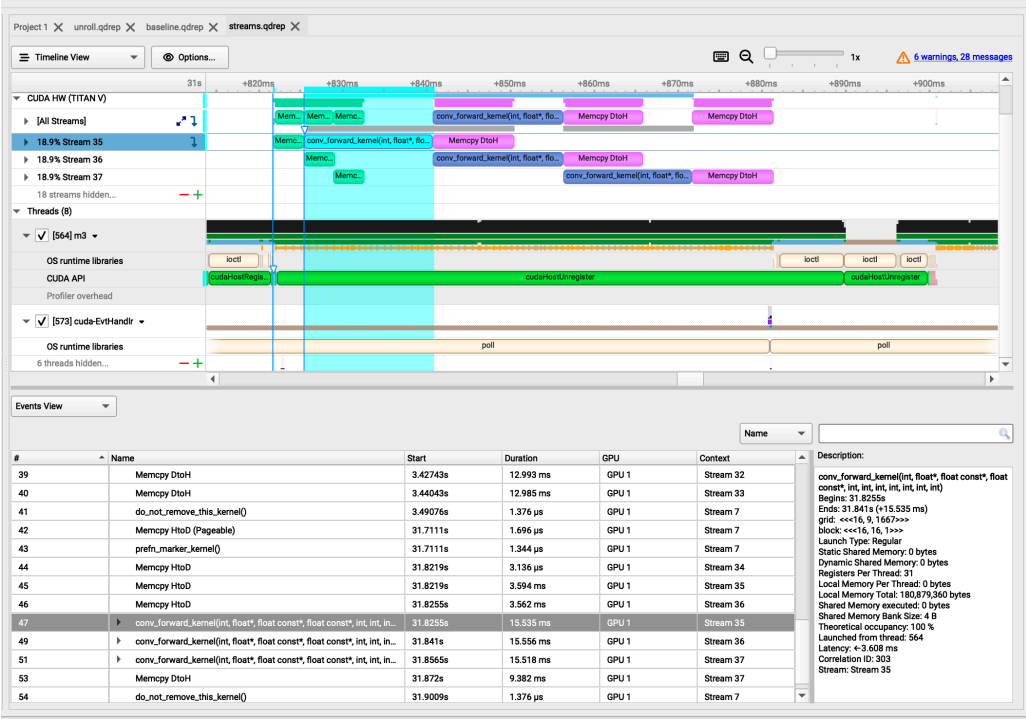 Project 1 unroll.qdrep baseline.qdrep streams.qdrep
Timeline View Options... 1x 6 warnings, 28 messages
31s +820ms +830ms +840ms +850ms +860ms +870ms +880ms +890ms +900ms
CUDA HW (TITAN V)
[All Streams] Mem... Mem... Memc... conv_forward_kernel(int, float*, flo... Memcpy DtoH Memcpy DtoH
18.9% Stream 35 Memc... conv_forward_kernel(int, float*, flo... Memcpy DtoH
18.9% Stream 36 Memc... conv_forward_kernel(int, float*, flo... Memcpy DtoH
18.9% Stream 37 Memc... conv_forward_kernel(int, float*, flo... Memcpy DtoH
18 streams hidden...
Threads (8)
[564] m3
OS runtime libraries ioctl ioctl ioctl ioctl
CUDA API cudaHostRegis... cudaHostUnregister cudaHostUnregister
Profiler overhead
[573] cuda-EvtHandlr
OS runtime libraries poll poll
6 threads hidden...
Events View
Name
# Name Start Duration GPU Context
39 Memcpy DtoH 3.42743s 12.993 ms GPU 1 Stream 32
40 Memcpy DtoH 3.44043s 12.985 ms GPU 1 Stream 33
41 do_not_remove_this_kernel() 3.49076s 1.376 μs GPU 1 Stream 7
42 Memcpy HtoD (Pageable) 31.7111s 1.696 μs GPU 1 Stream 7
43 prefn_marker_kernel() 31.7111s 1.344 μs GPU 1 Stream 7
44 Memcpy HtoD 31.8219s 3.136 μs GPU 1 Stream 34
45 Memcpy HtoD 31.8219s 3.594 ms GPU 1 Stream 35
46 Memcpy HtoD 31.8255s 3.562 ms GPU 1 Stream 36
47 conv_forward_kernel(int, float*, float const*, float const*, int, int, in... 31.8255s 15.535 ms GPU 1 Stream 35
49 conv_forward_kernel(int, float*, float const*, float const*, int, int, in... 31.841s 15.556 ms GPU 1 Stream 36
51 conv_forward_kernel(int, float*, float const*, float const*, int, int, in... 31.8565s 15.518 ms GPU 1 Stream 37
53 Memcpy DtoH 31.872s 9.382 ms GPU 1 Stream 37
54 do_not_remove_this_kernel() 31.9009s 1.376 μs GPU 1 Stream 7
Description:
conv_forward_kernel(int, float*, float const*, float
const*, int, int, int, int, int, int)
Begins: 31.8255s
Ends: 31.841s (+15.535 ms)
grid: <<<16, 9, 1667>>>
block: <<<16, 16, 1>>>
Launch Type: Regular
Static Shared Memory: 0 bytes
Dynamic Shared Memory: 0 bytes
Registers Per Thread: 31
Local Memory Per Thread: 0 bytes
Local Memory Total: 180,879,360 bytes
Shared Memory executed: 0 bytes
Shared Memory Bank Size: 4 B
Theoretical occupancy: 100 %
Launched from thread: 564
Latency: ←3.608 ms
Correlation ID: 303
Stream: Stream 35